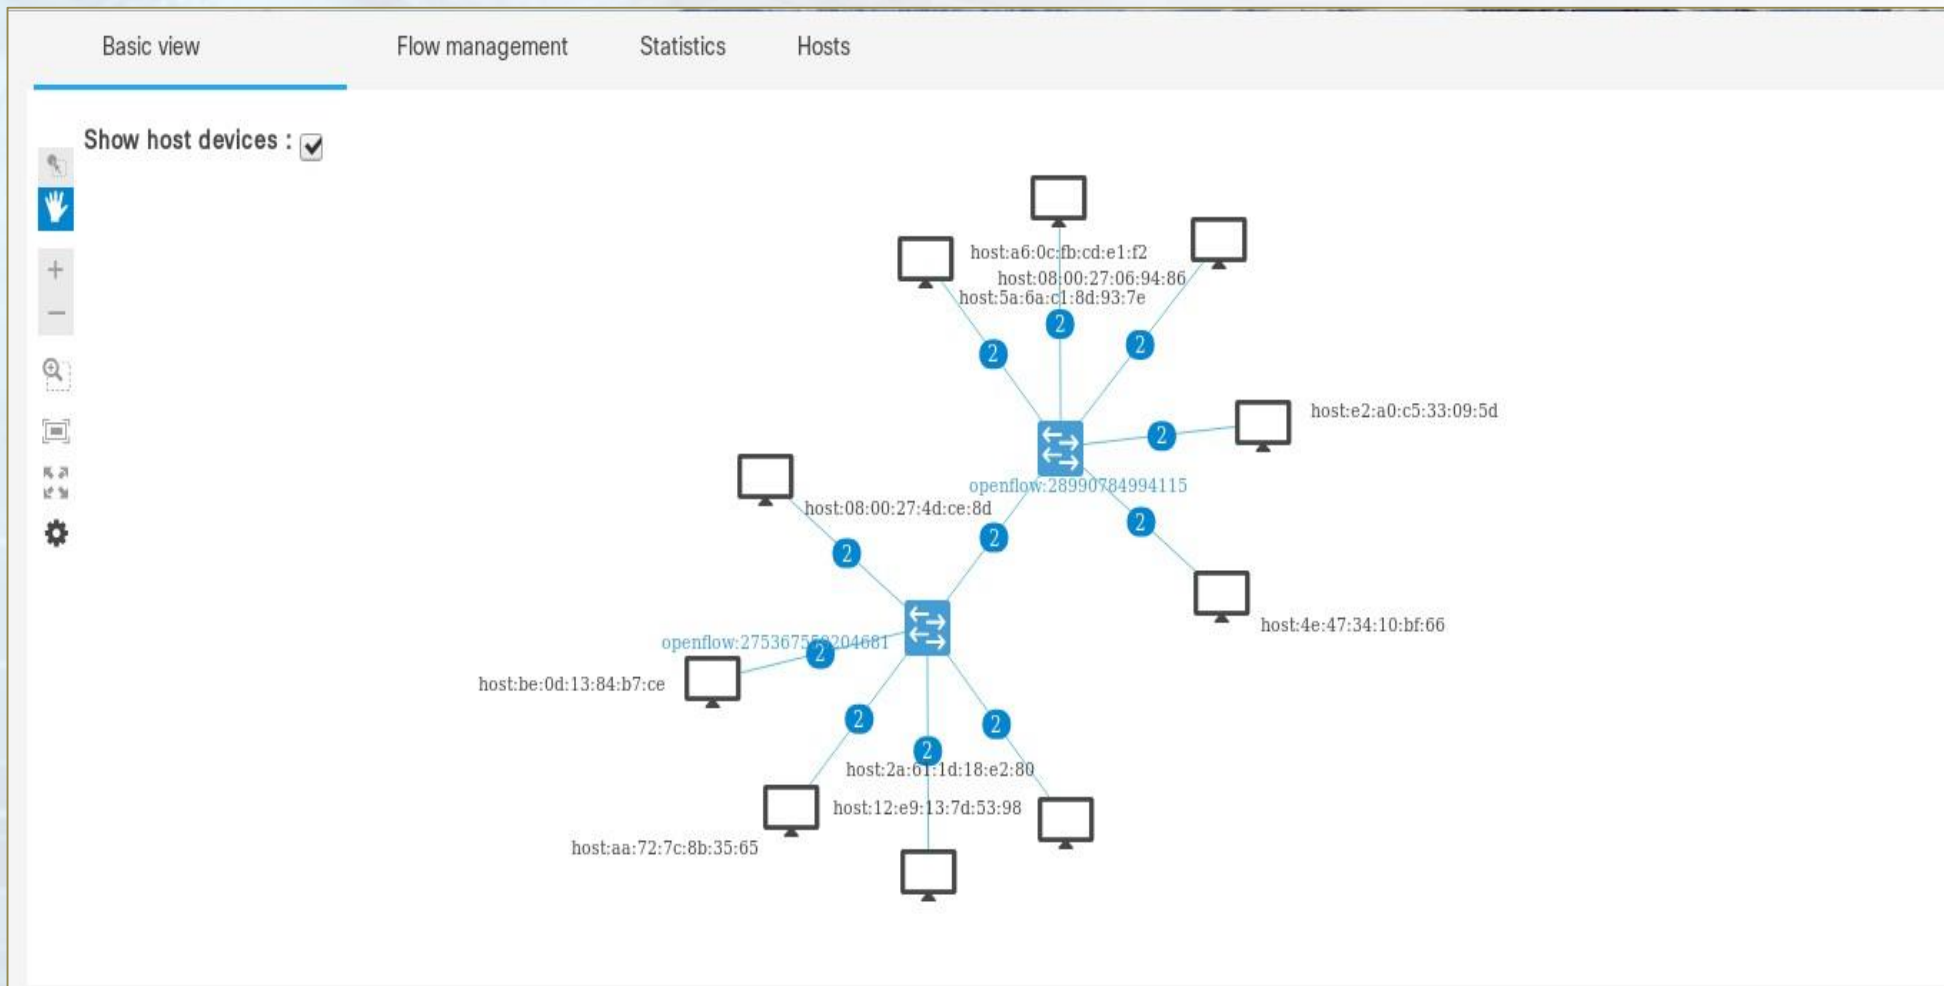 Basic view
Flow management
Statistics
Hosts
Show host devices :
host:a6:0c:fb:cd:e1:f2
host:08:00:27:06:94:86
host:5a:6a:c1:8d:93:7e
2
2
2
host:e2:a0:c5:33:09:5d
2
openflow:28990784994115
host:08:00:27:4d:ce:8d
2
2
2
host:4e:47:34:10:bf:66
2
host:be:0d:13:84:b7:ce
2
2
2
host:2a:61:1d:18:e2:80
host:12:e9:13:7d:53:98
host:aa:72:7c:8b:35:65